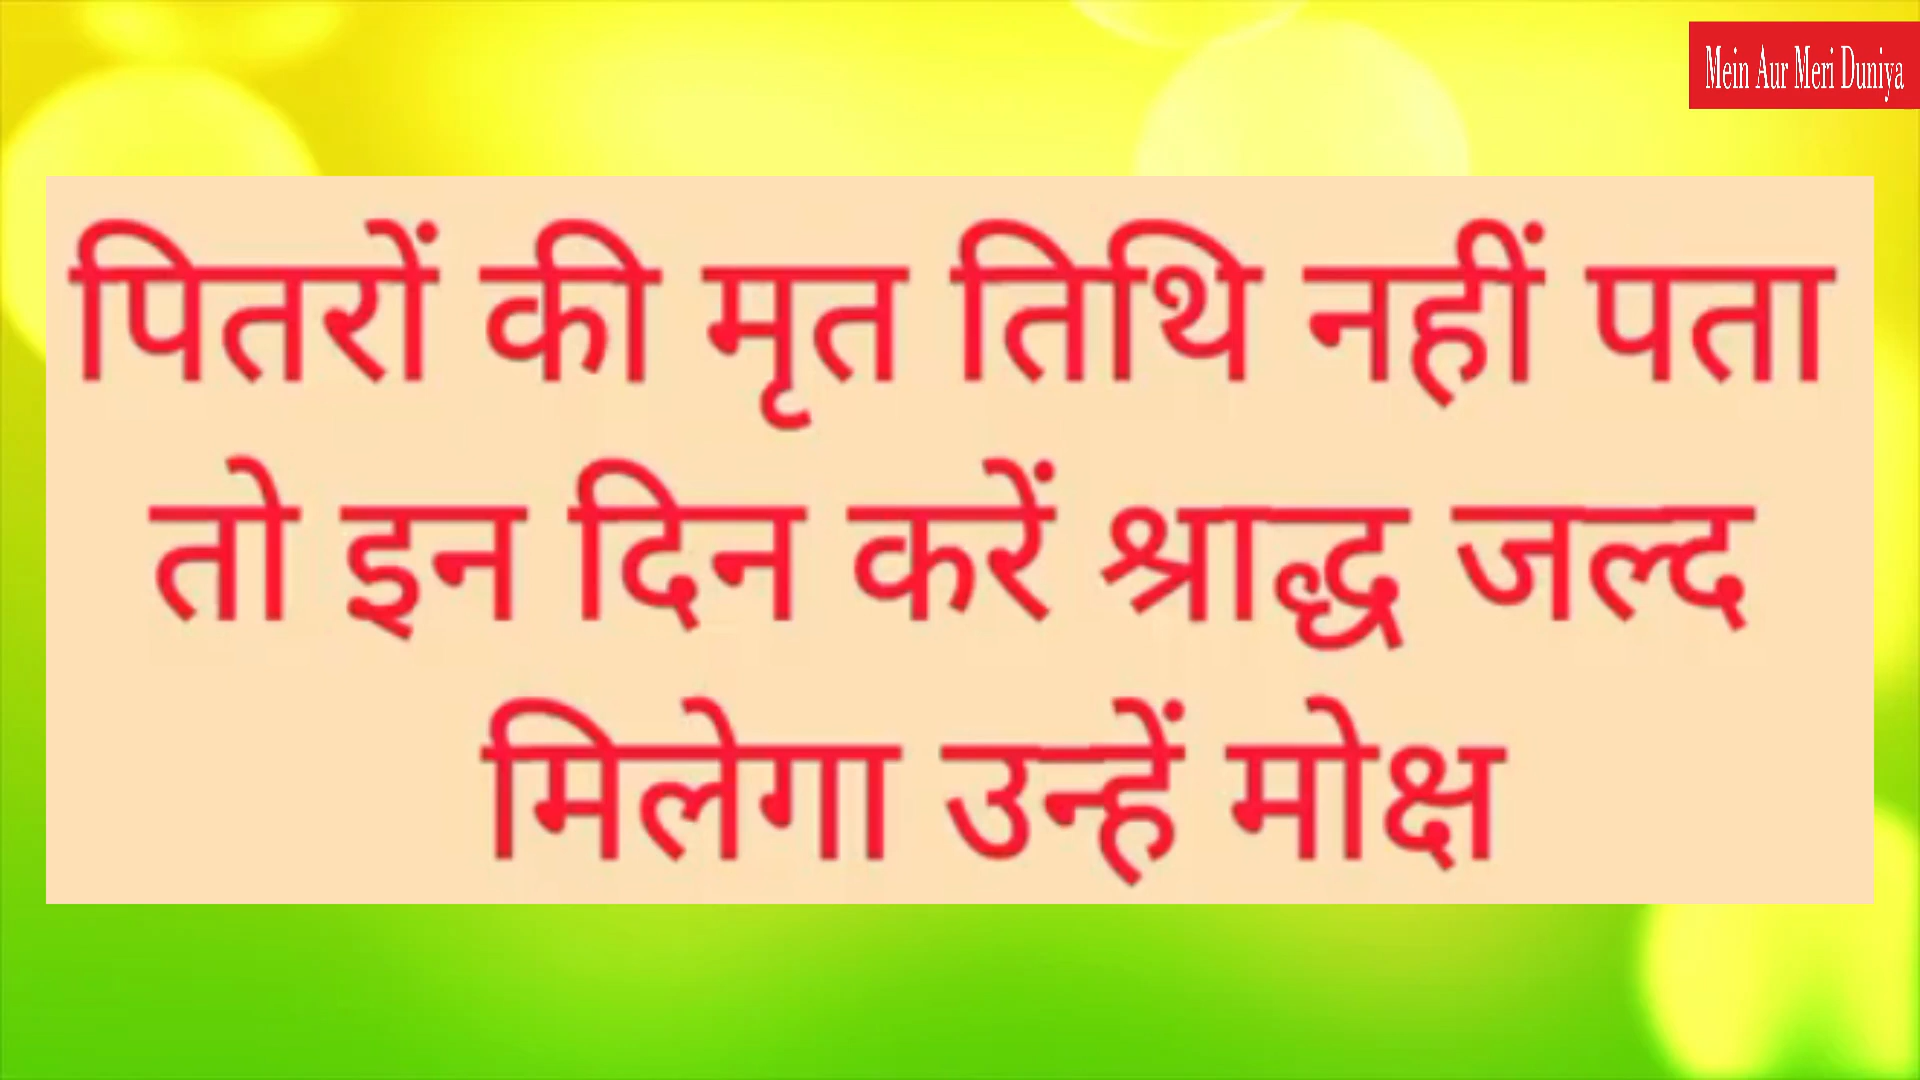 Mein Aur Meri Duniya
पितरों की मृत तिथि नहीं पता
तो इन दिन करें श्राद्ध जल्द
मिलेगा उन्हें मोक्ष